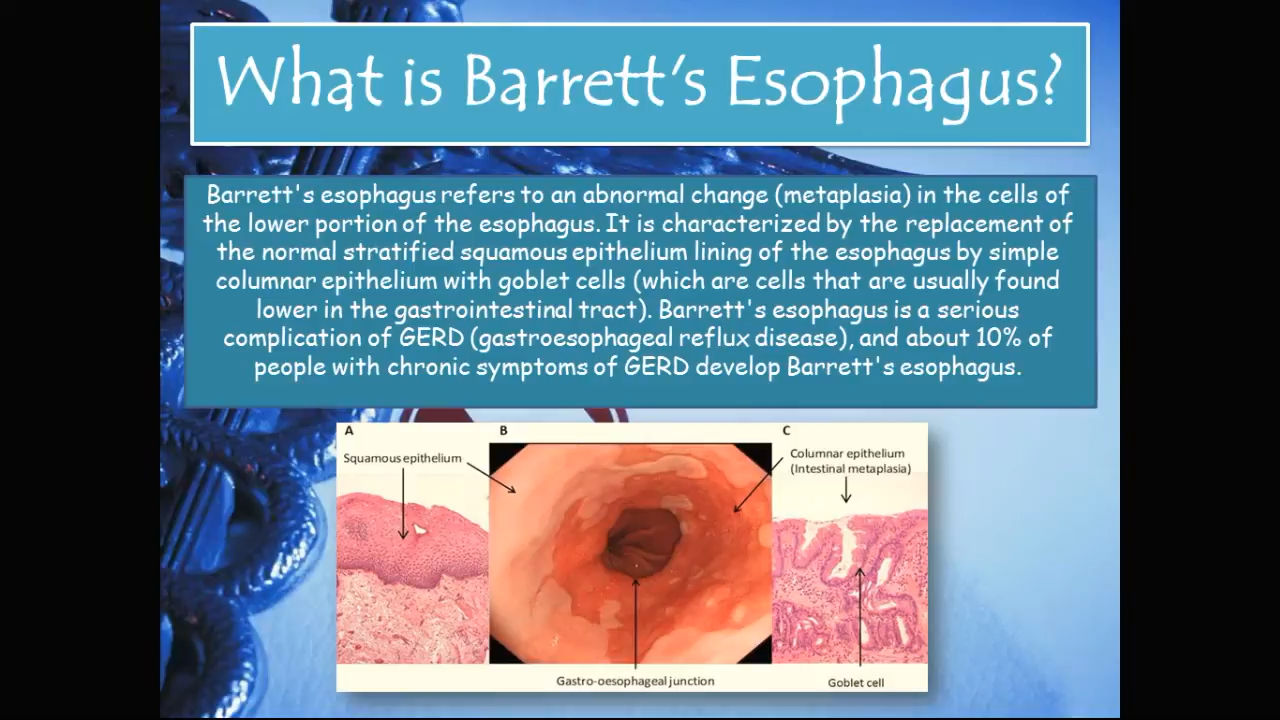 What is Barrett's Esophagus?
Barrett's esophagus refers to an abnormal change (metaplasia) in the cells of
the lower portion of the esophagus. It is characterized by the replacement of
the normal stratified squamous epithelium lining of the esophagus by simple
columnar epithelium with goblet cells (which are cells that are usually found
lower in the gastrointestinal tract). Barrett's esophagus is a serious
complication of GERD (gastroesophageal reflux disease), and about 10% of
people with chronic symptoms of GERD develop Barrett's esophagus.
A
B
C
Squamous epithelium
Columnar epithelium
(Intestinal metaplasia)
Gastro-oesophageal junction
Goblet cell